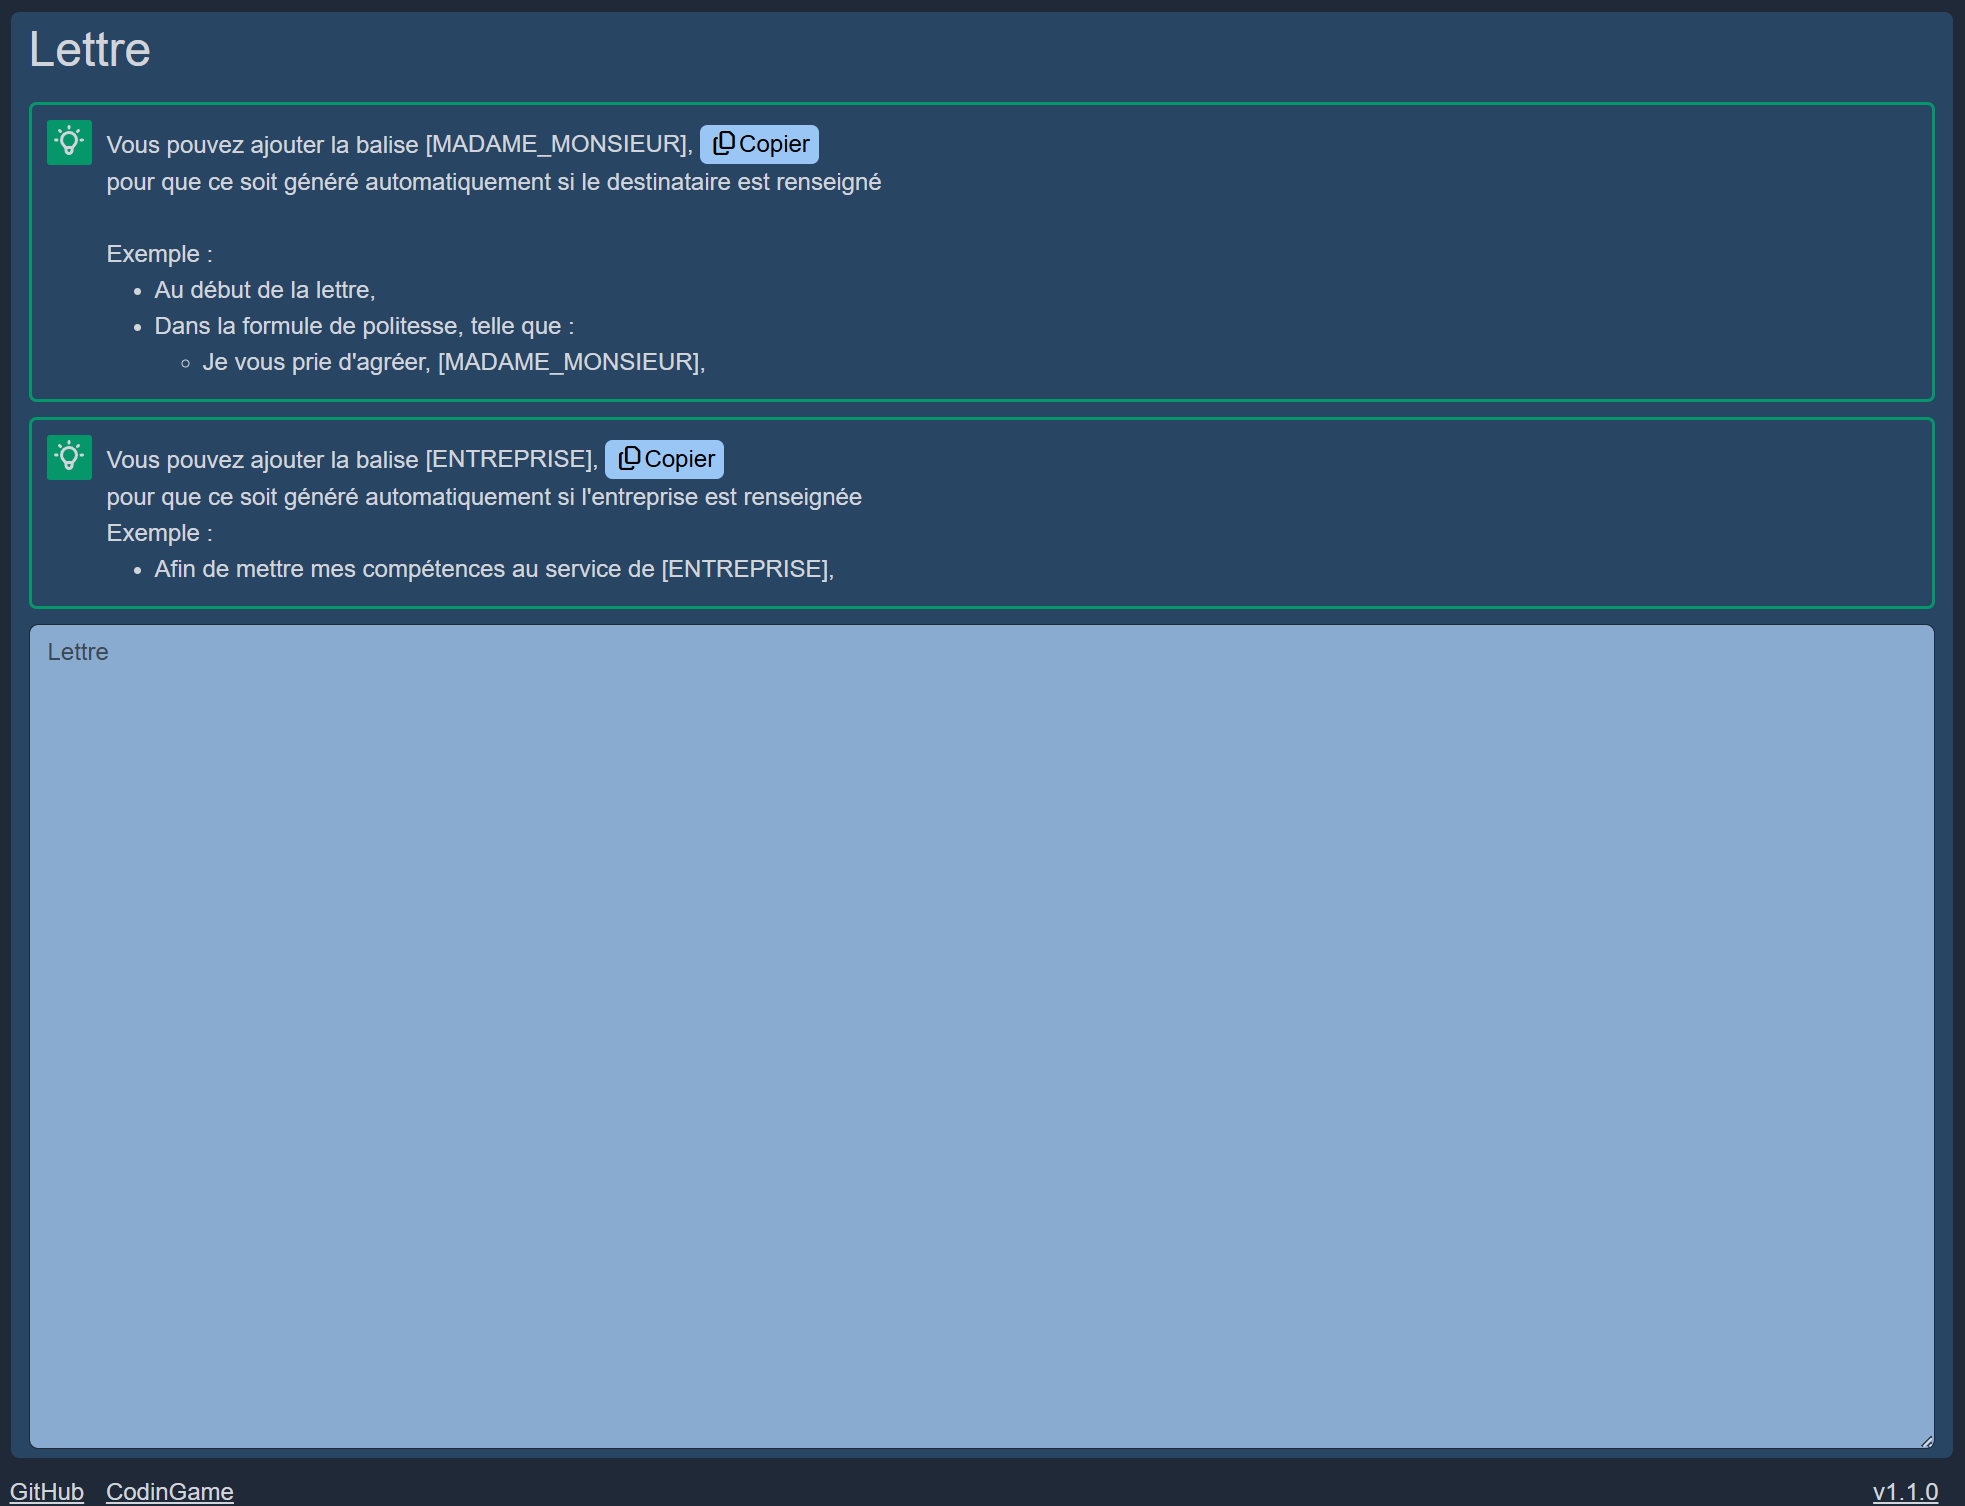 Lettre
Vous pouvez ajouter la balise [MADAME_MONSIEUR], Copier
pour que ce soit généré automatiquement si le destinataire est renseigné
Exemple :
Au début de la lettre,
Dans la formule de politesse, telle que :
Je vous prie d'agréer, [MADAME_MONSIEUR],
Vous pouvez ajouter la balise [ENTREPRISE], Copier
pour que ce soit généré automatiquement si l'entreprise est renseignée
Exemple :
Afin de mettre mes compétences au service de [ENTREPRISE],
Lettre
GitHub CodinGame v1.1.0